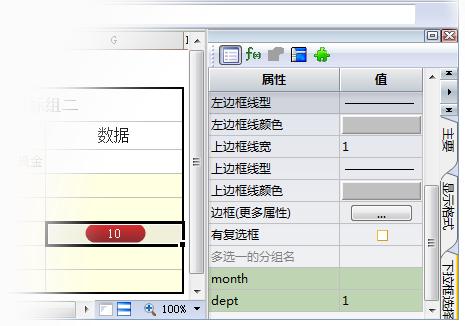 G
标组二
数据
金
10
100%
属性
值
左边框线型
左边框线颜色
上边框线宽 1
上边框线型
上边框线颜色
边框(更多属性) ...
有复选框
多选一的分组名
month
dept 1
主要
显示格式
下拉框选择